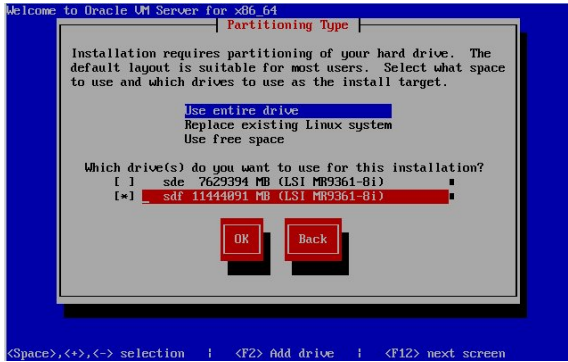 Welcome to Oracle VM Server for x86_64
Partitioning Type
Installation requires partitioning of your hard drive. The
default layout is suitable for most users. Select what space
to use and which drives to use as the install target.
Use entire drive
Replace existing Linux system
Use free space
Which drive(s) do you want to use for this installation?
[ ] sde 7629394 MB (LSI MR9361-8i)
[*] _ sdf 11444091 MB (LSI MR9361-8i)
OK Back
<Space>,<+>,<-> selection | <F2> Add drive | <F12> next screen